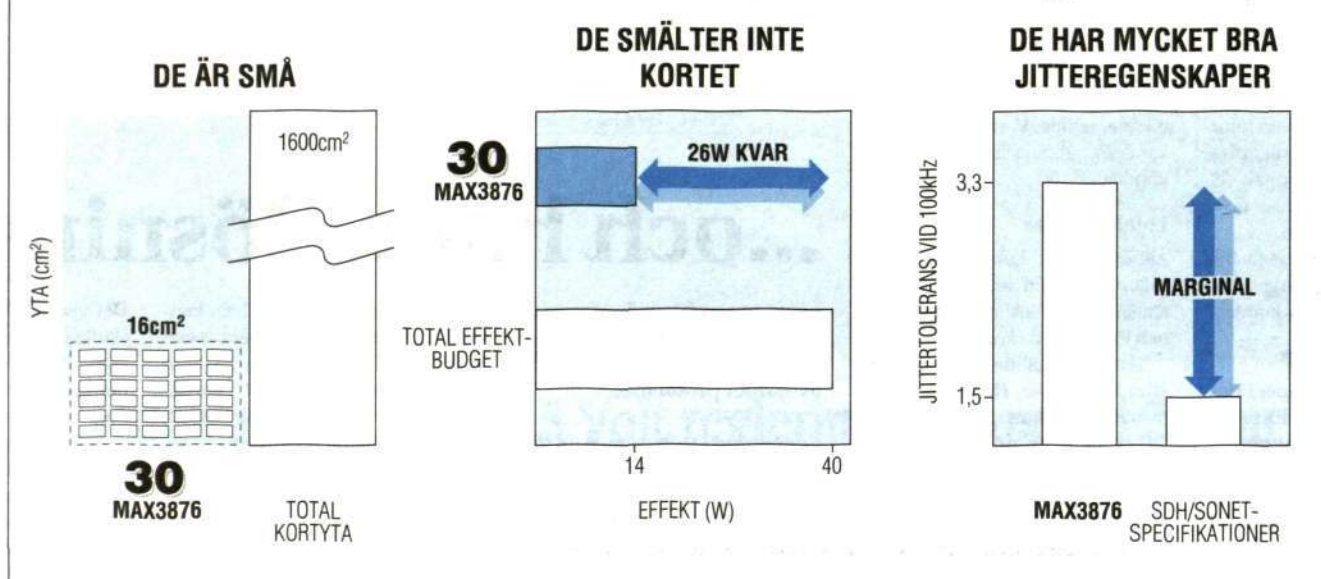 DE ÄR SMÅ
YTA (cm²)
1600cm²
16cm²
30
MAX3876
TOTAL
KORTYTA
DE SMÄLTER INTE
KORTET
30
MAX3876
26W KVAR
TOTAL EFFEKT-
BUDGET
14
40
EFFEKT (W)
DE HAR MYCKET BRA
JITTEREGENSKAPER
JITTERTOLERANS VID 100kHz
3,3
1,5
MARGINAL
MAX3876
SDH/SONET-
SPECIFIKATIONER